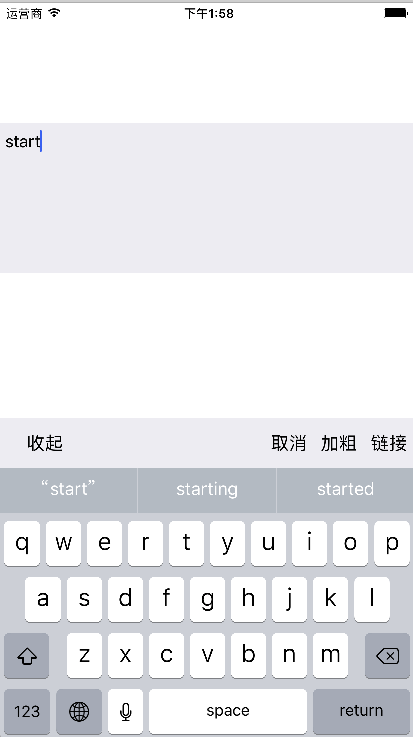 运营商 下午1:58
start
收起 取消 加粗 链接
“start” starting started
q w e r t y u i o p
a s d f g h j k l
z x c v b n m
123 space return